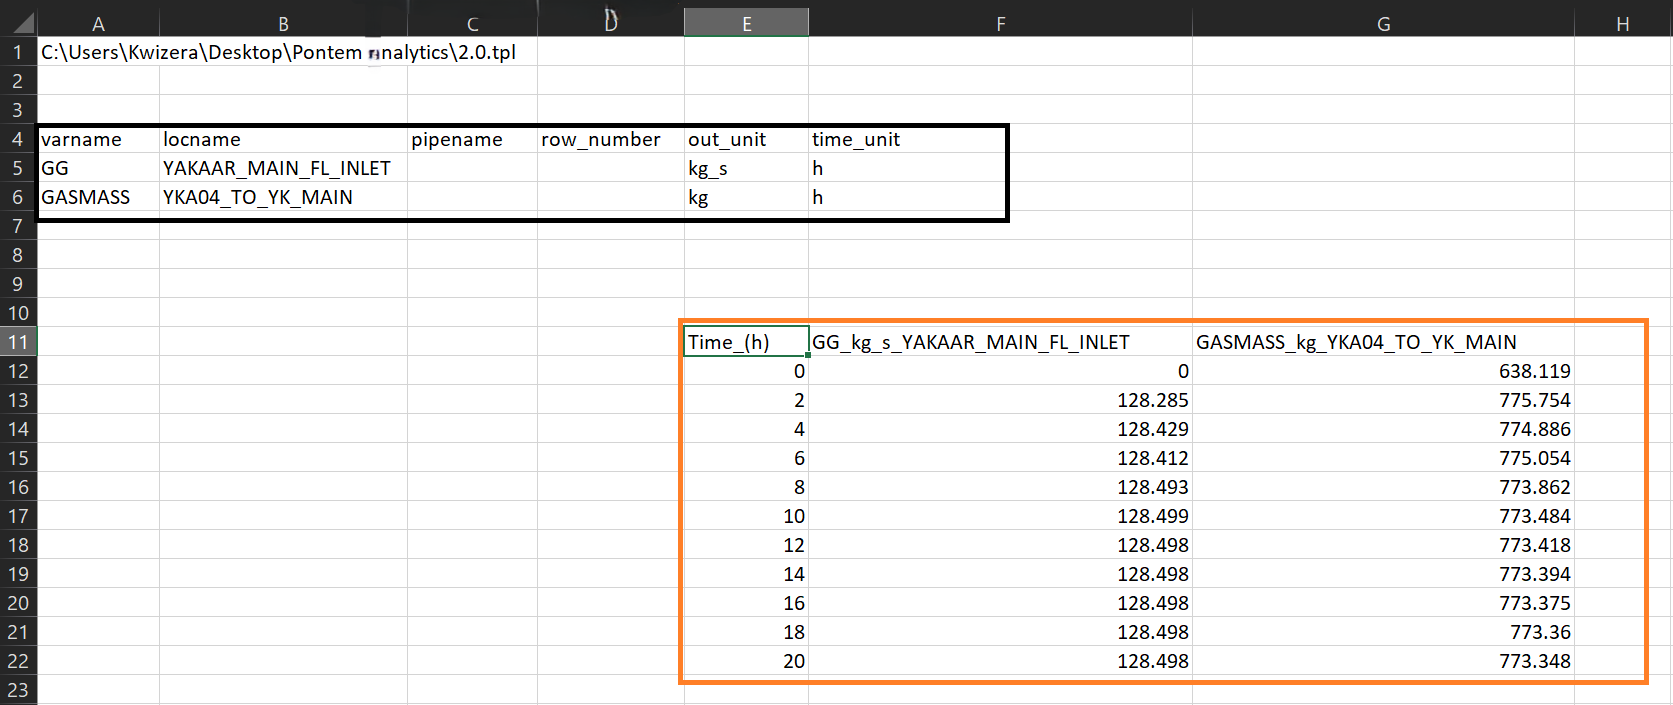 A B C D E F G H
1 C:\Users\Kwizera\Desktop\Pontem nalytics\2.0.tpl
2
3
4 varname locname pipename row_number out_unit time_unit
5 GG YAKAAR_MAIN_FL_INLET kg_s h
6 GASMASS YKA04_TO_YK_MAIN kg h
7
8
9
10
11 Time_(h) GG_kg_s_YAKAAR_MAIN_FL_INLET GASMASS_kg_YKA04_TO_YK_MAIN
12 0 0 638.119
13 2 128.285 775.754
14 4 128.429 774.886
15 6 128.412 775.054
16 8 128.493 773.862
17 10 128.499 773.484
18 12 128.498 773.418
19 14 128.498 773.394
20 16 128.498 773.375
21 18 128.498 773.36
22 20 128.498 773.348
23